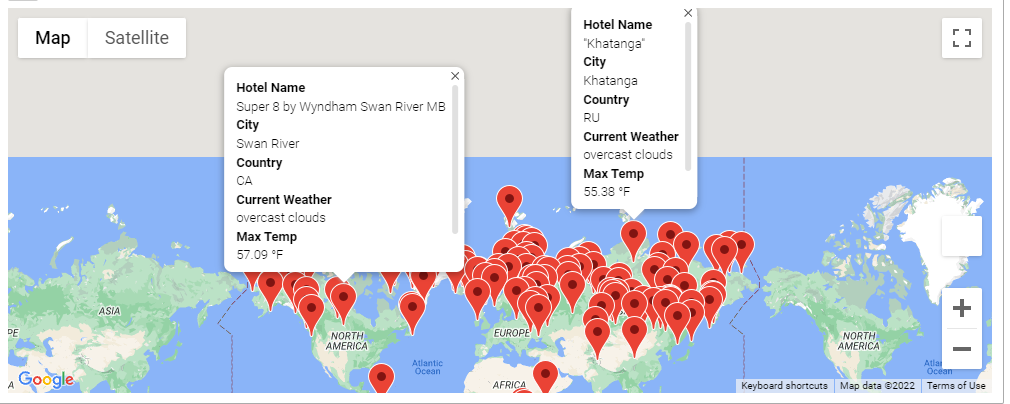 Map
Satellite
Hotel Name
"Khatanga"
City
Khatanga
Country
RU
Current Weather
overcast clouds
Max Temp
55.38 °F
Hotel Name
Super 8 by Wyndham Swan River MB
City
Swan River
Country
CA
Current Weather
overcast clouds
Max Temp
57.09 °F
ASIA
PE
NORTH
AMERICA
Atlantic
Ocean
EUROPE
AFRICA
NORTH
AMERICA
Atlan
Ocean
Google
Keyboard shortcuts
Map data ©2022
Terms of Use